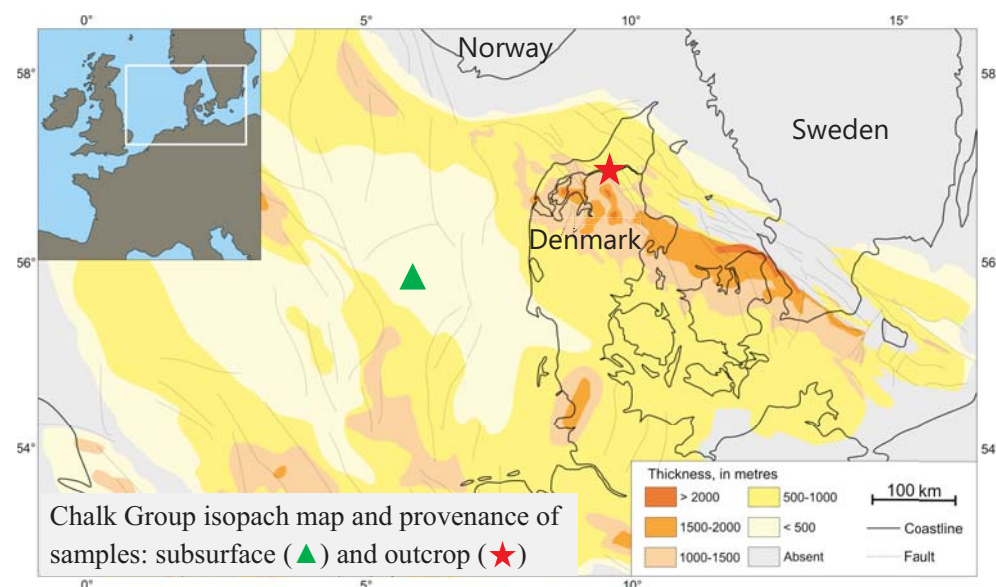 0° 5° 10° 15°
Norway
58° 58°
Sweden
Denmark
56° 56°
54° 54°
Thickness, in metres
> 2000 500-1000 100 km
1500-2000 < 500 Coastline
1000-1500 Absent Fault
Chalk Group isopach map and provenance of
samples: subsurface (▲) and outcrop (★)
0° 5° 10°